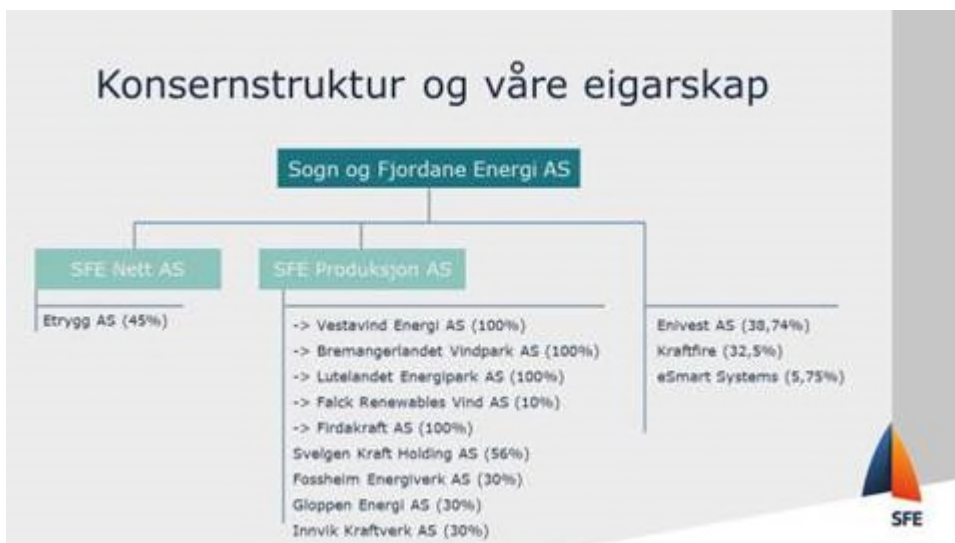 Konsernstruktur og våre eigarskap
Sogn og Fjordane Energi AS
SFE Nett AS
Etrygg AS (45%)
SFE Produksjon AS
-> Vestavind Energi AS (100%)
-> Bremangerlandet Vindpark AS (100%)
-> Lutelandet Energipark AS (100%)
-> Falck Renewables Vind AS (10%)
-> Firdakraft AS (100%)
Svelgen Kraft Holding AS (56%)
Fossheim Energiverk AS (30%)
Gloppen Energi AS (30%)
Innvik Kraftverk AS (30%)
Enivest AS (38,74%)
Kraftfire (32,5%)
eSmart Systems (5,75%)
SFE